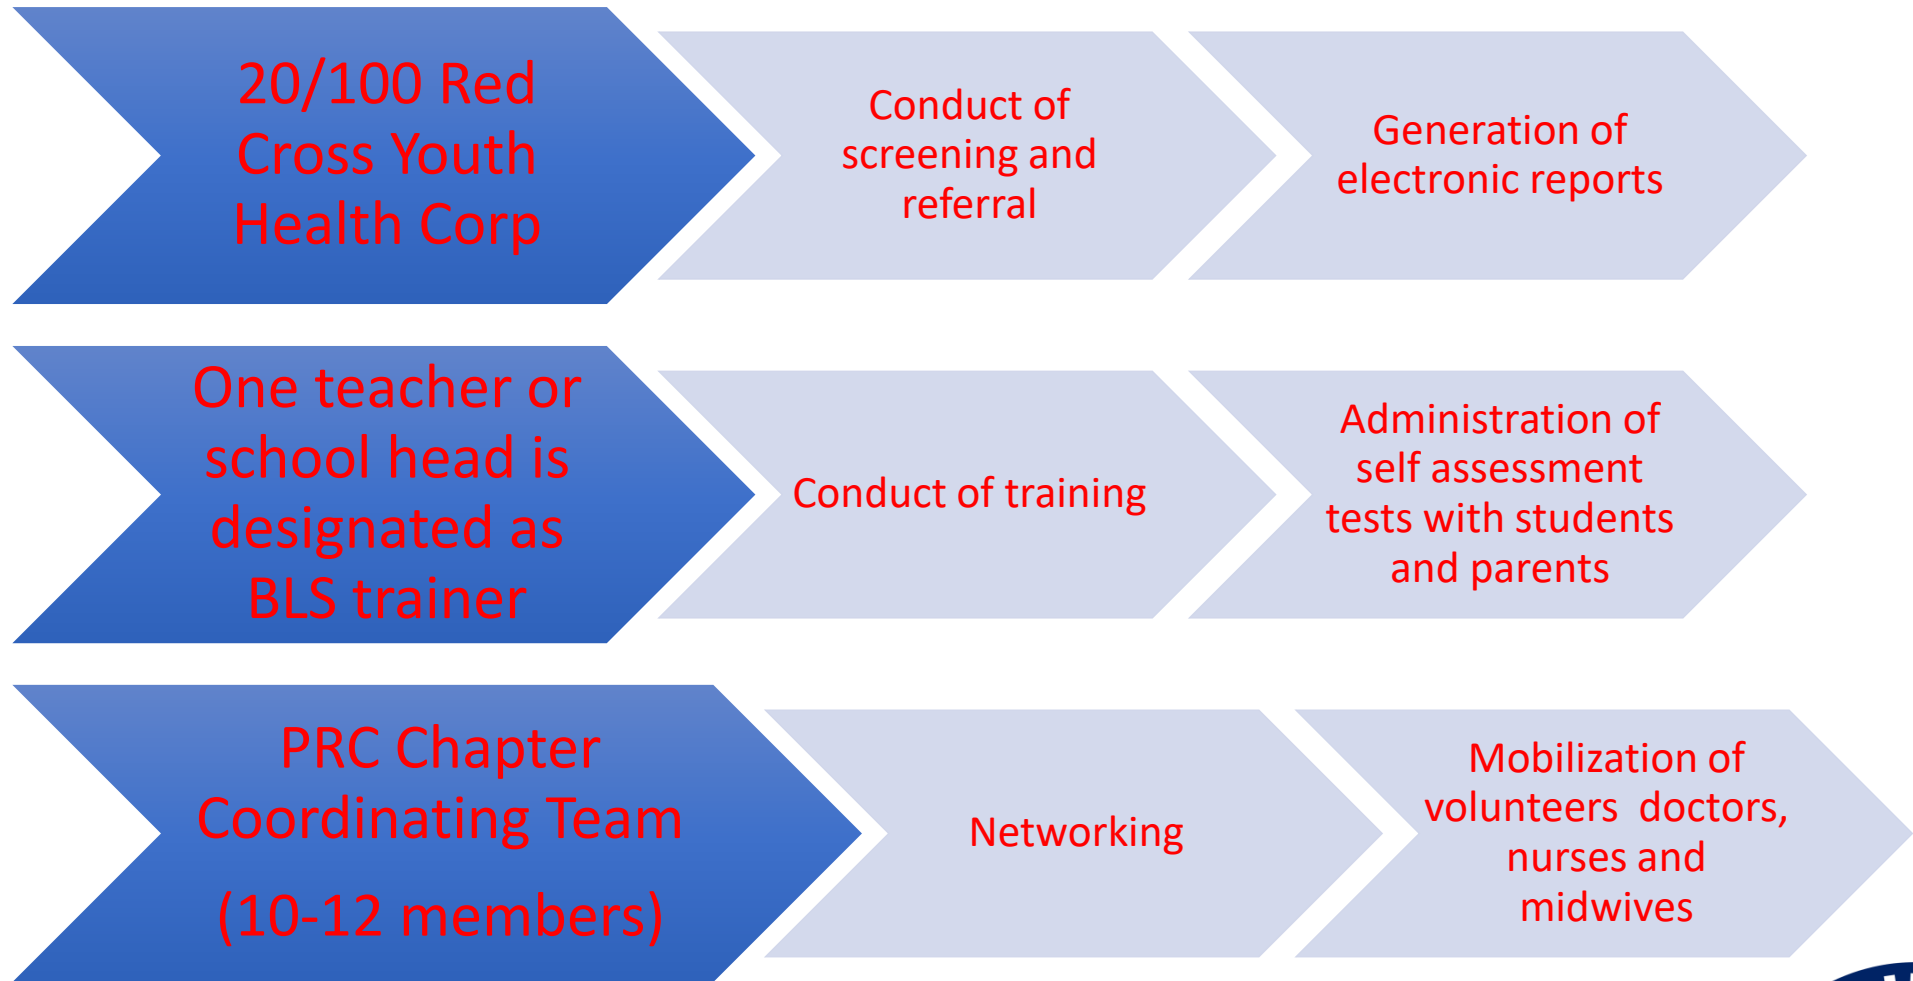 20/100 Red
Cross Youth
Health Corp
Conduct of
screening and
referral
Generation of
electronic reports
One teacher or
school head is
designated as
BLS trainer
Conduct of training
Administration of
self assessment
tests with students
and parents
PRC Chapter
Coordinating Team
(10-12 members)
Networking
Mobilization of
volunteers  doctors,
nurses and
midwives